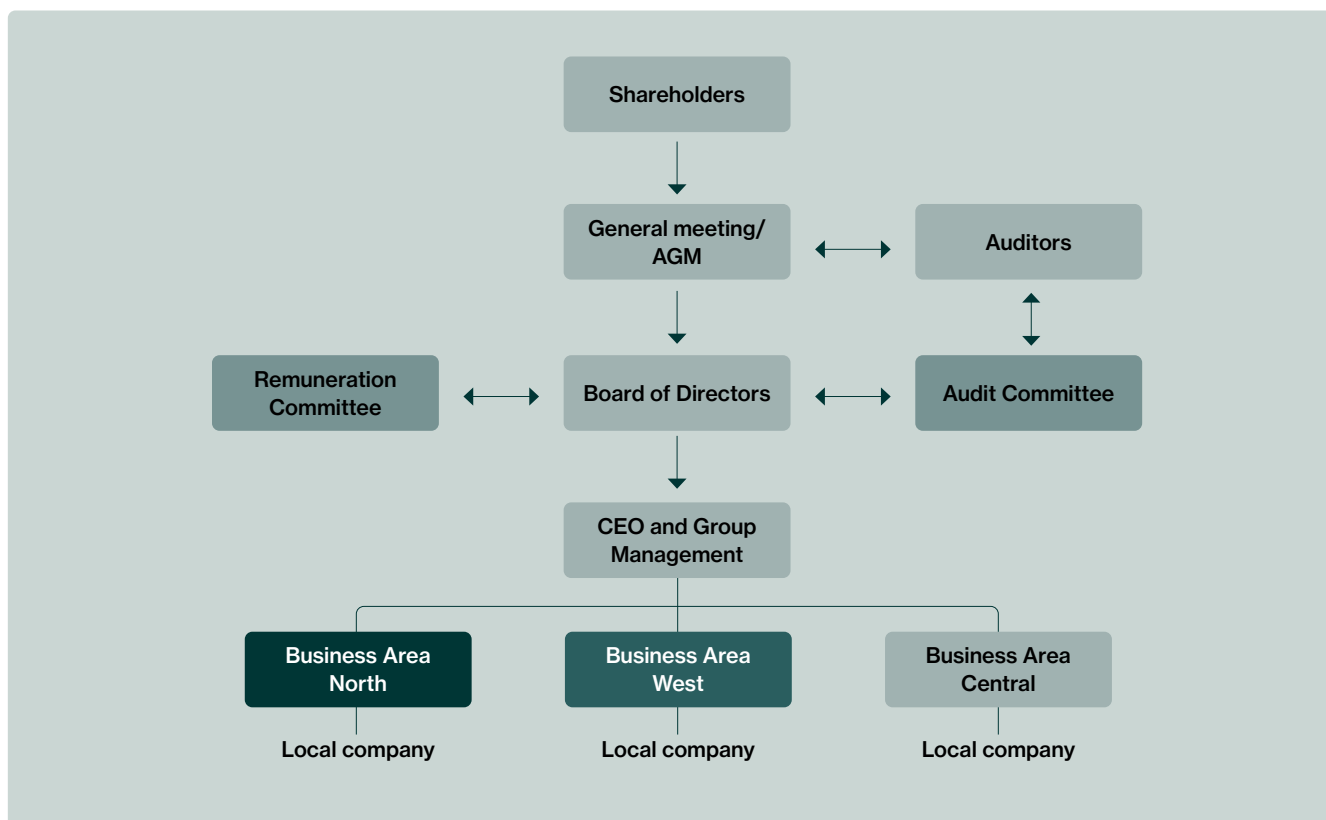 Shareholders
General meeting/
AGM
Auditors
Remuneration
Committee
Board of Directors
Audit Committee
CEO and Group
Management
Business Area
North
Business Area
West
Business Area
Central
Local company
Local company
Local company